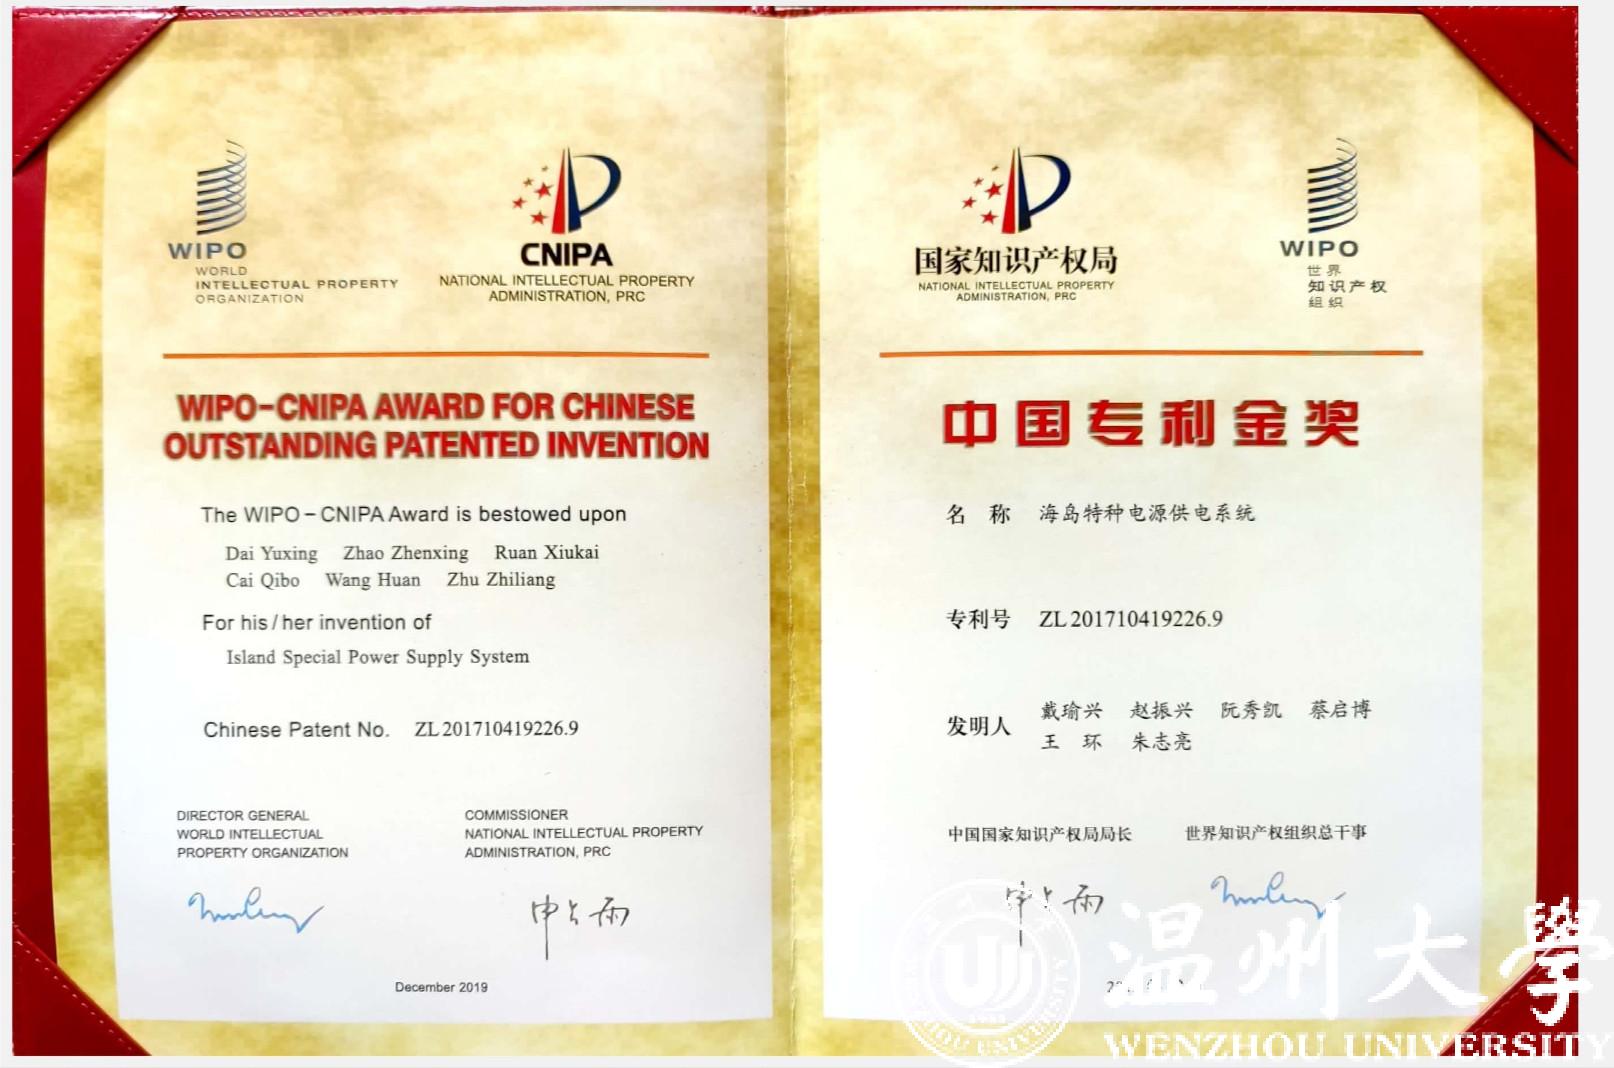 WIPO
WORLD
INTELLECTUAL PROPERTY
ORGANIZATION
CNIPA
NATIONAL INTELLECTUAL PROPERTY
ADMINISTRATION, PRC
WIPO-CNIPA AWARD FOR CHINESE
OUTSTANDING PATENTED INVENTION
The WIPO-CNIPA Award is bestowed upon
Dai Yuxing Zhao Zhenxing Ruan Xiukai
Cai Qibo Wang Huan Zhu Zhiliang
For his/her invention of
Island Special Power Supply System
Chinese Patent No. ZL201710419226.9
DIRECTOR GENERAL
WORLD INTELLECTUAL
PROPERTY ORGANIZATION
COMMISSIONER
NATIONAL INTELLECTUAL PROPERTY
ADMINISTRATION, PRC
申长雨
December 2019
国家知识产权局
NATIONAL INTELLECTUAL PROPERTY
ADMINISTRATION, PRC
WIPO
世界
知识产权
组织
中国专利金奖
名 称 海岛特种电源供电系统
专利号 ZL201710419226.9
发明人 戴瑜兴 赵振兴 阮秀凯 蔡启博
王 环 朱志亮
中国国家知识产权局局长 世界知识产权组织总干事
申长雨
温州大學
WENZHOU UNIVERSITY